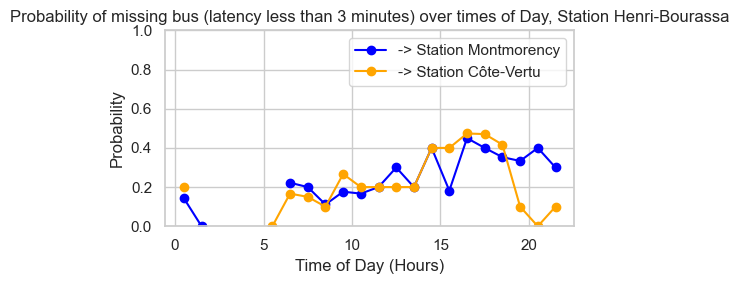 Probability of missing bus (latency less than 3 minutes) over times of Day, Station Henri-Bourassa
1.0
0.8
0.6
0.4
0.2
0.0
Probability
-> Station Montmorency
-> Station Côte-Vertu
0
5
10
15
20
Time of Day (Hours)